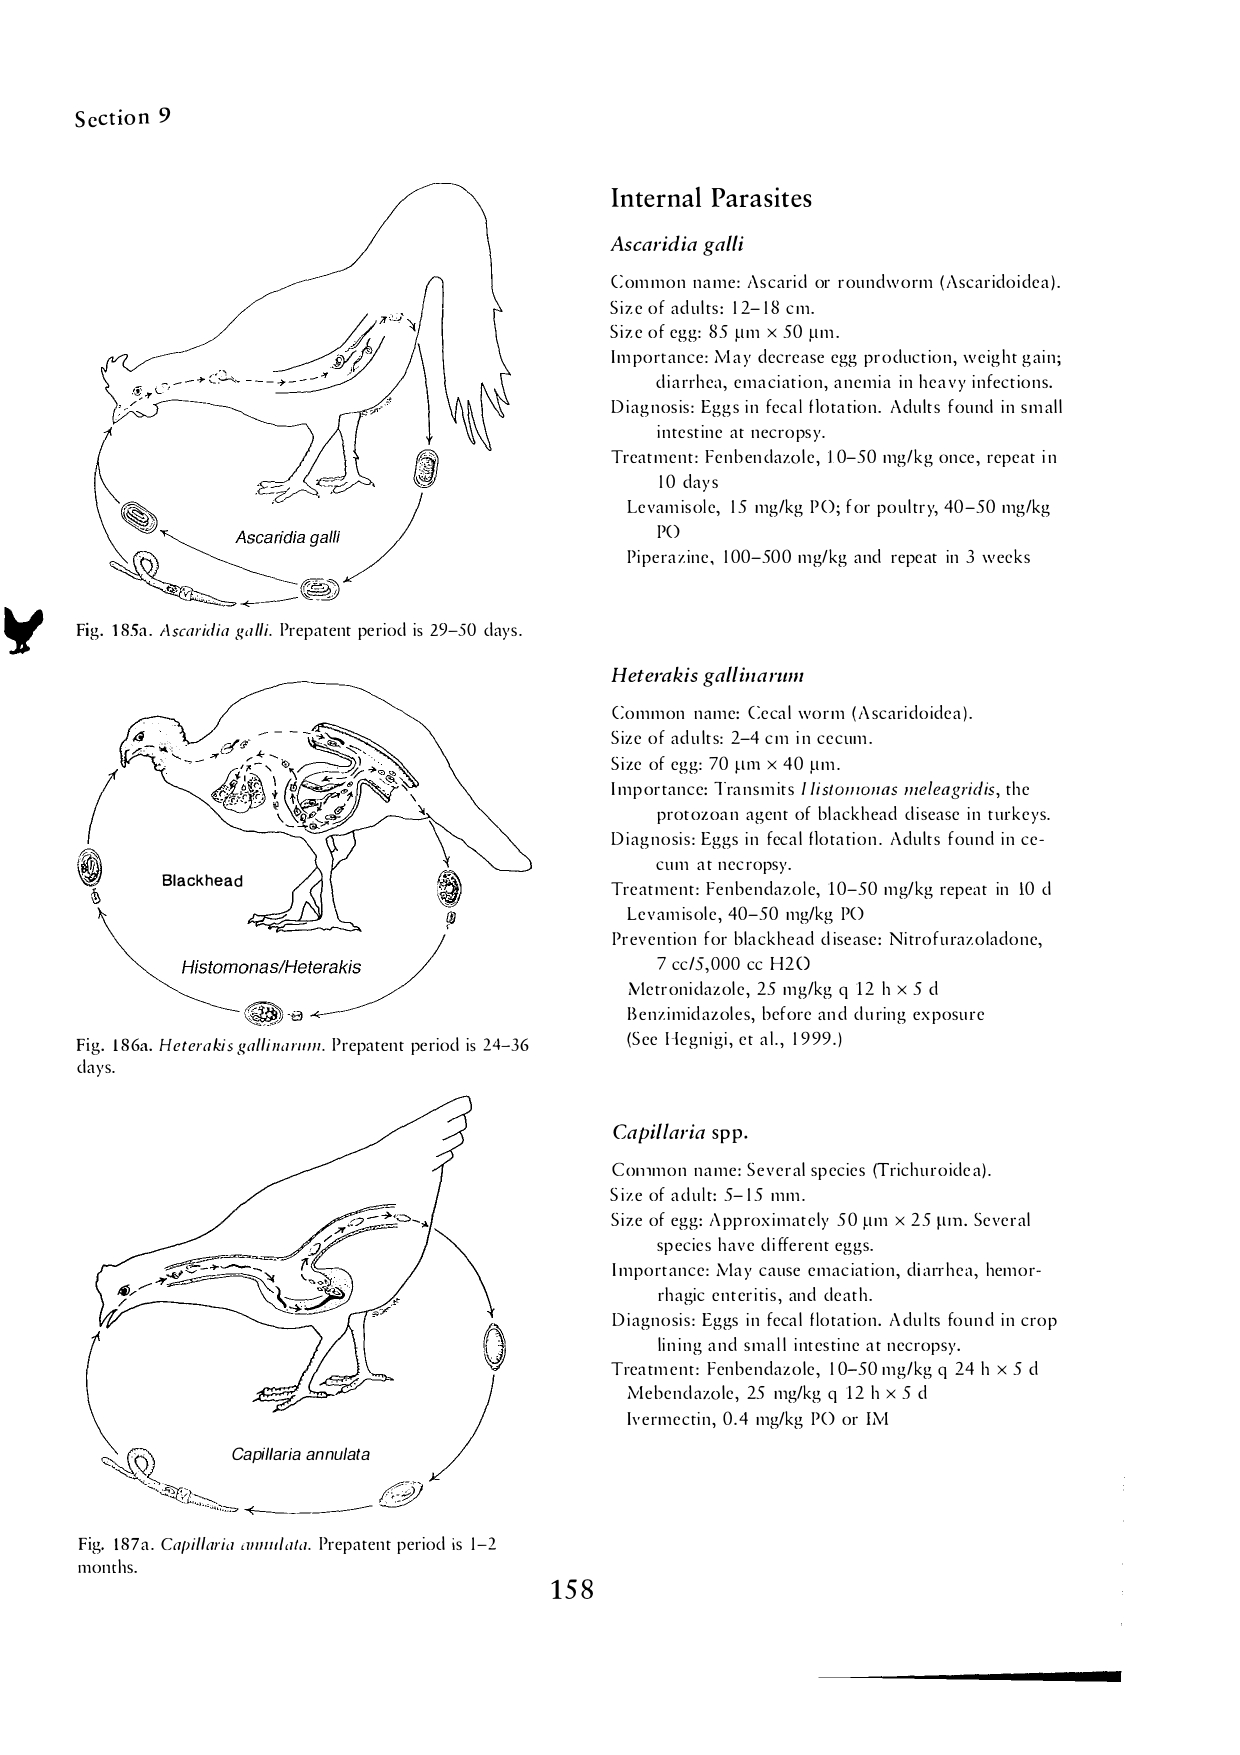 Section 9
Ascaridia galli
Fig. 185a. Ascaridia galli. Prepatent period is 29–50 days.
Blackhead
Histomonas/Heterakis
Fig. 186a. Heterakis gallinarum. Prepatent period is 24–36
days.
Capillaria annulata
Fig. 187a. Capillaria annulata. Prepatent period is 1–2
months.
Internal Parasites
Ascaridia galli
Common name: Ascarid or roundworm (Ascaridoidea).
Size of adults: 12–18 cm.
Size of egg: 85 µm × 50 µm.
Importance: May decrease egg production, weight gain;
diarrhea, emaciation, anemia in heavy infections.
Diagnosis: Eggs in fecal flotation. Adults found in small
intestine at necropsy.
Treatment: Fenbendazole, 10–50 mg/kg once, repeat in
10 days
Levamisole, 15 mg/kg PO; for poultry, 40–50 mg/kg
PO
Piperazine, 100–500 mg/kg and repeat in 3 weeks
Heterakis gallinarum
Common name: Cecal worm (Ascaridoidea).
Size of adults: 2–4 cm in cecum.
Size of egg: 70 µm × 40 µm.
Importance: Transmits Histomonas meleagridis, the
protozoan agent of blackhead disease in turkeys.
Diagnosis: Eggs in fecal flotation. Adults found in ce-
cum at necropsy.
Treatment: Fenbendazole, 10–50 mg/kg repeat in 10 d
Levamisole, 40–50 mg/kg PO
Prevention for blackhead disease: Nitrofurazoladone,
7 cc/5,000 cc H2O
Metronidazole, 25 mg/kg q 12 h × 5 d
Benzimidazoles, before and during exposure
(See Hegnigi, et al., 1999.)
Capillaria spp.
Common name: Several species (Trichuroidea).
Size of adult: 5–15 mm.
Size of egg: Approximately 50 µm × 25 µm. Several
species have different eggs.
Importance: May cause emaciation, diarrhea, hemor-
rhagic enteritis, and death.
Diagnosis: Eggs in fecal flotation. Adults found in crop
lining and small intestine at necropsy.
Treatment: Fenbendazole, 10–50 mg/kg q 24 h × 5 d
Mebendazole, 25 mg/kg q 12 h × 5 d
Ivermectin, 0.4 mg/kg PO or IM
158